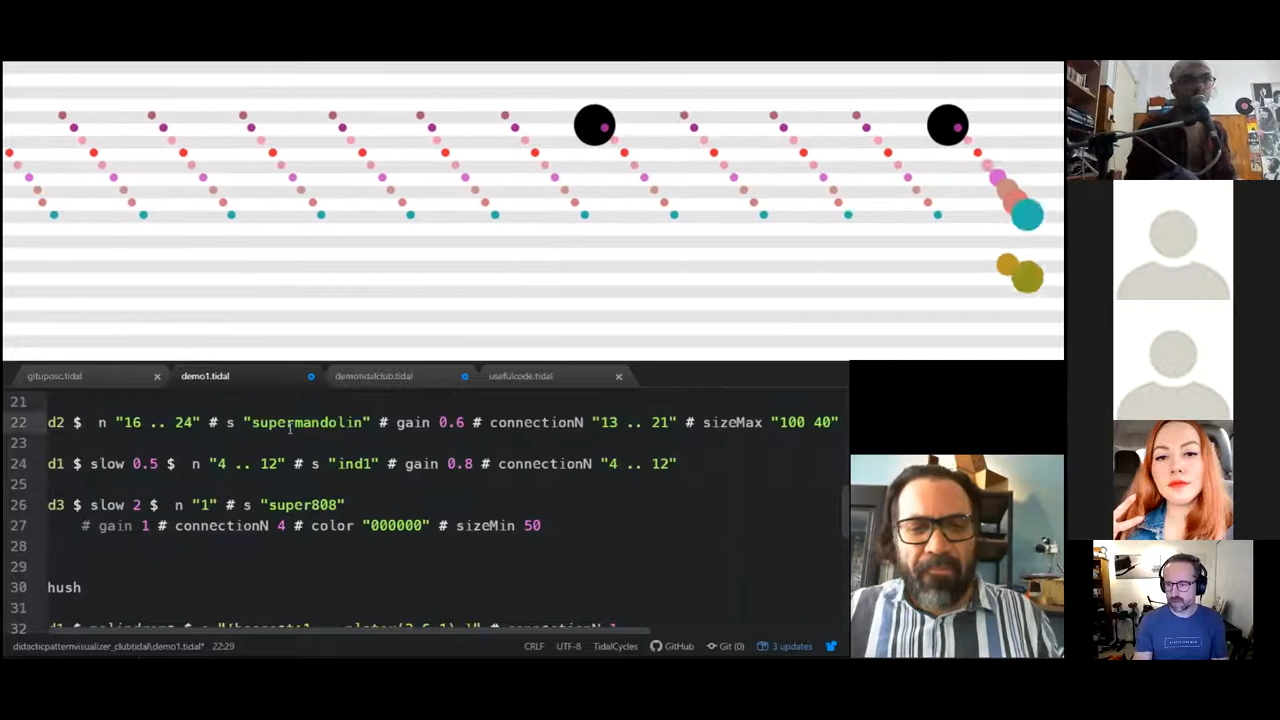 gituposc.tidal
demo1.tidal
demotidalclub.tidal
usefulcode.tidal
21
22 d2 $ n "16 .. 24" # s "supermandolin" # gain 0.6 # connectionN "13 .. 21" # sizeMax "100 40"
23
24 d1 $ slow 0.5 $ n "4 .. 12" # s "ind1" # gain 0.8 # connectionN "4 .. 12"
25
26 d3 $ slow 2 $ n "1" # s "super808"
27 # gain 1 # connectionN 4 # color "000000" # sizeMin 50
28
29
30 hush
31
32
didacticpatternvisualizer_clubtidal\demo1.tidal* 22:29 CRLF UTF-8 TidalCycles GitHub Git (0) 3 updates